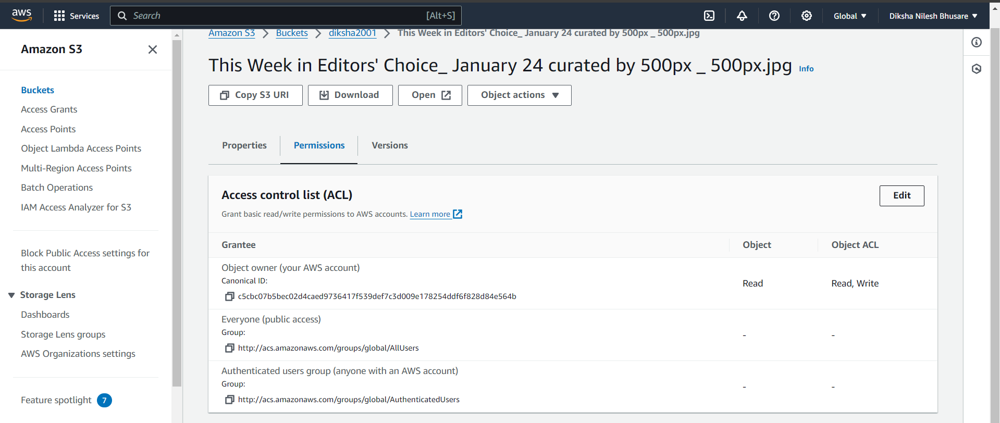 aws
Services
Search
[Alt+S]
Global
Diksha Nilesh Bhusare
Amazon S3
Buckets
Access Grants
Access Points
Object Lambda Access Points
Multi-Region Access Points
Batch Operations
IAM Access Analyzer for S3
Block Public Access settings for
this account
Storage Lens
Dashboards
Storage Lens groups
AWS Organizations settings
Feature spotlight 7
Amazon S3 > Buckets > diksha2001 > This Week in Editors' Choice_ January 24 curated by 500px _ 500px.jpg
This Week in Editors' Choice_ January 24 curated by 500px _ 500px.jpg Info
Copy S3 URI
Download
Open
Object actions
Properties
Permissions
Versions
Access control list (ACL)
Edit
Grant basic read/write permissions to AWS accounts. Learn more
Grantee Object Object ACL
Object owner (your AWS account)
Canonical ID:
c5cbc07b5bec02d4caed9736417f539def7c3d009e178254ddf6f828d84e564b
Read
Read, Write
Everyone (public access)
Group:
http://acs.amazonaws.com/groups/global/AllUsers
-
-
Authenticated users group (anyone with an AWS account)
Group:
http://acs.amazonaws.com/groups/global/AuthenticatedUsers
-
-